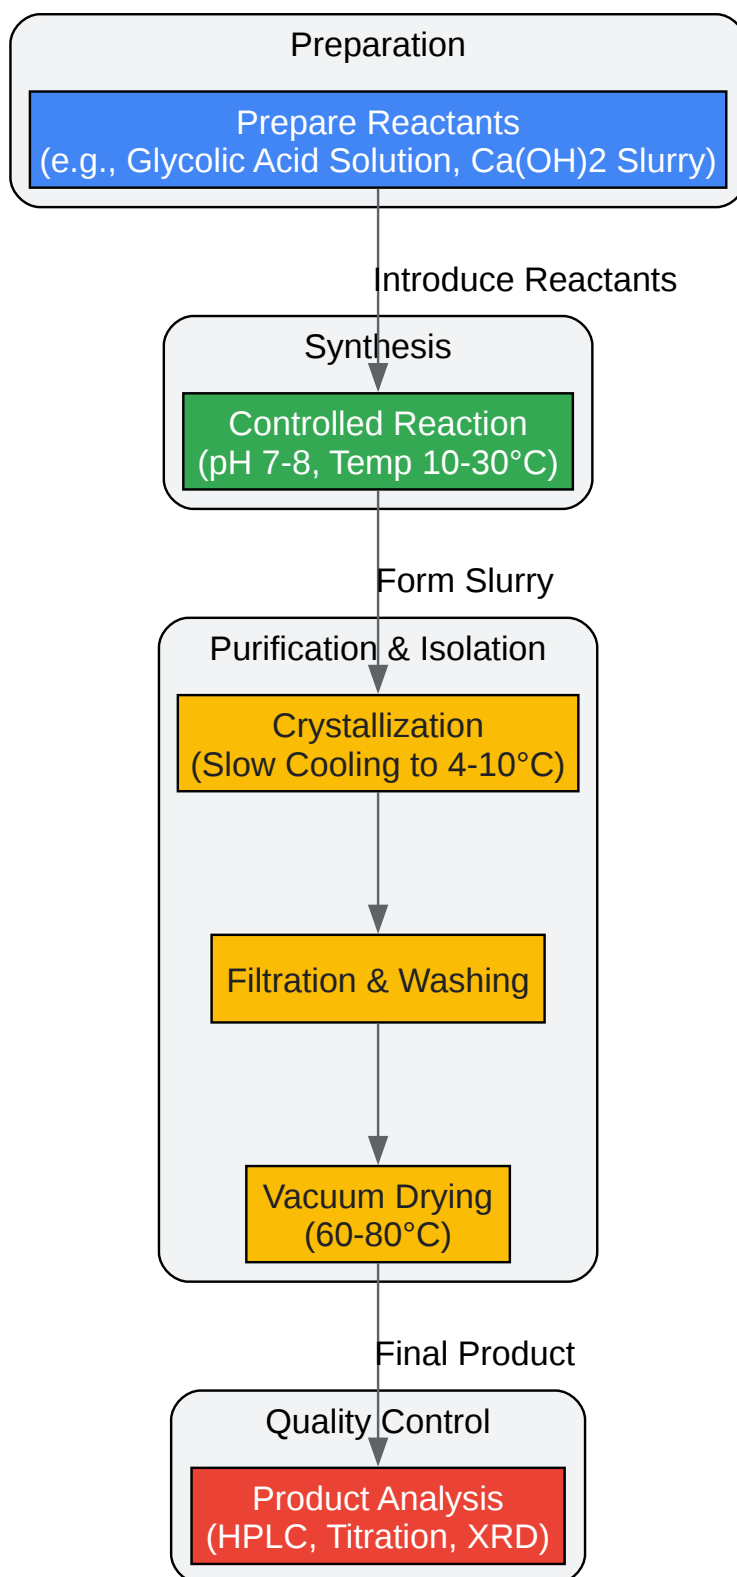 Preparation
Prepare Reactants
(e.g., Glycolic Acid Solution, Ca(OH)2 Slurry)
Introduce Reactants
Synthesis
Controlled Reaction
(pH 7-8, Temp 10-30°C)
Form Slurry
Purification & Isolation
Crystallization
(Slow Cooling to 4-10°C)
Filtration & Washing
Vacuum Drying
(60-80°C)
Final Product
Quality Control
Product Analysis
(HPLC, Titration, XRD)